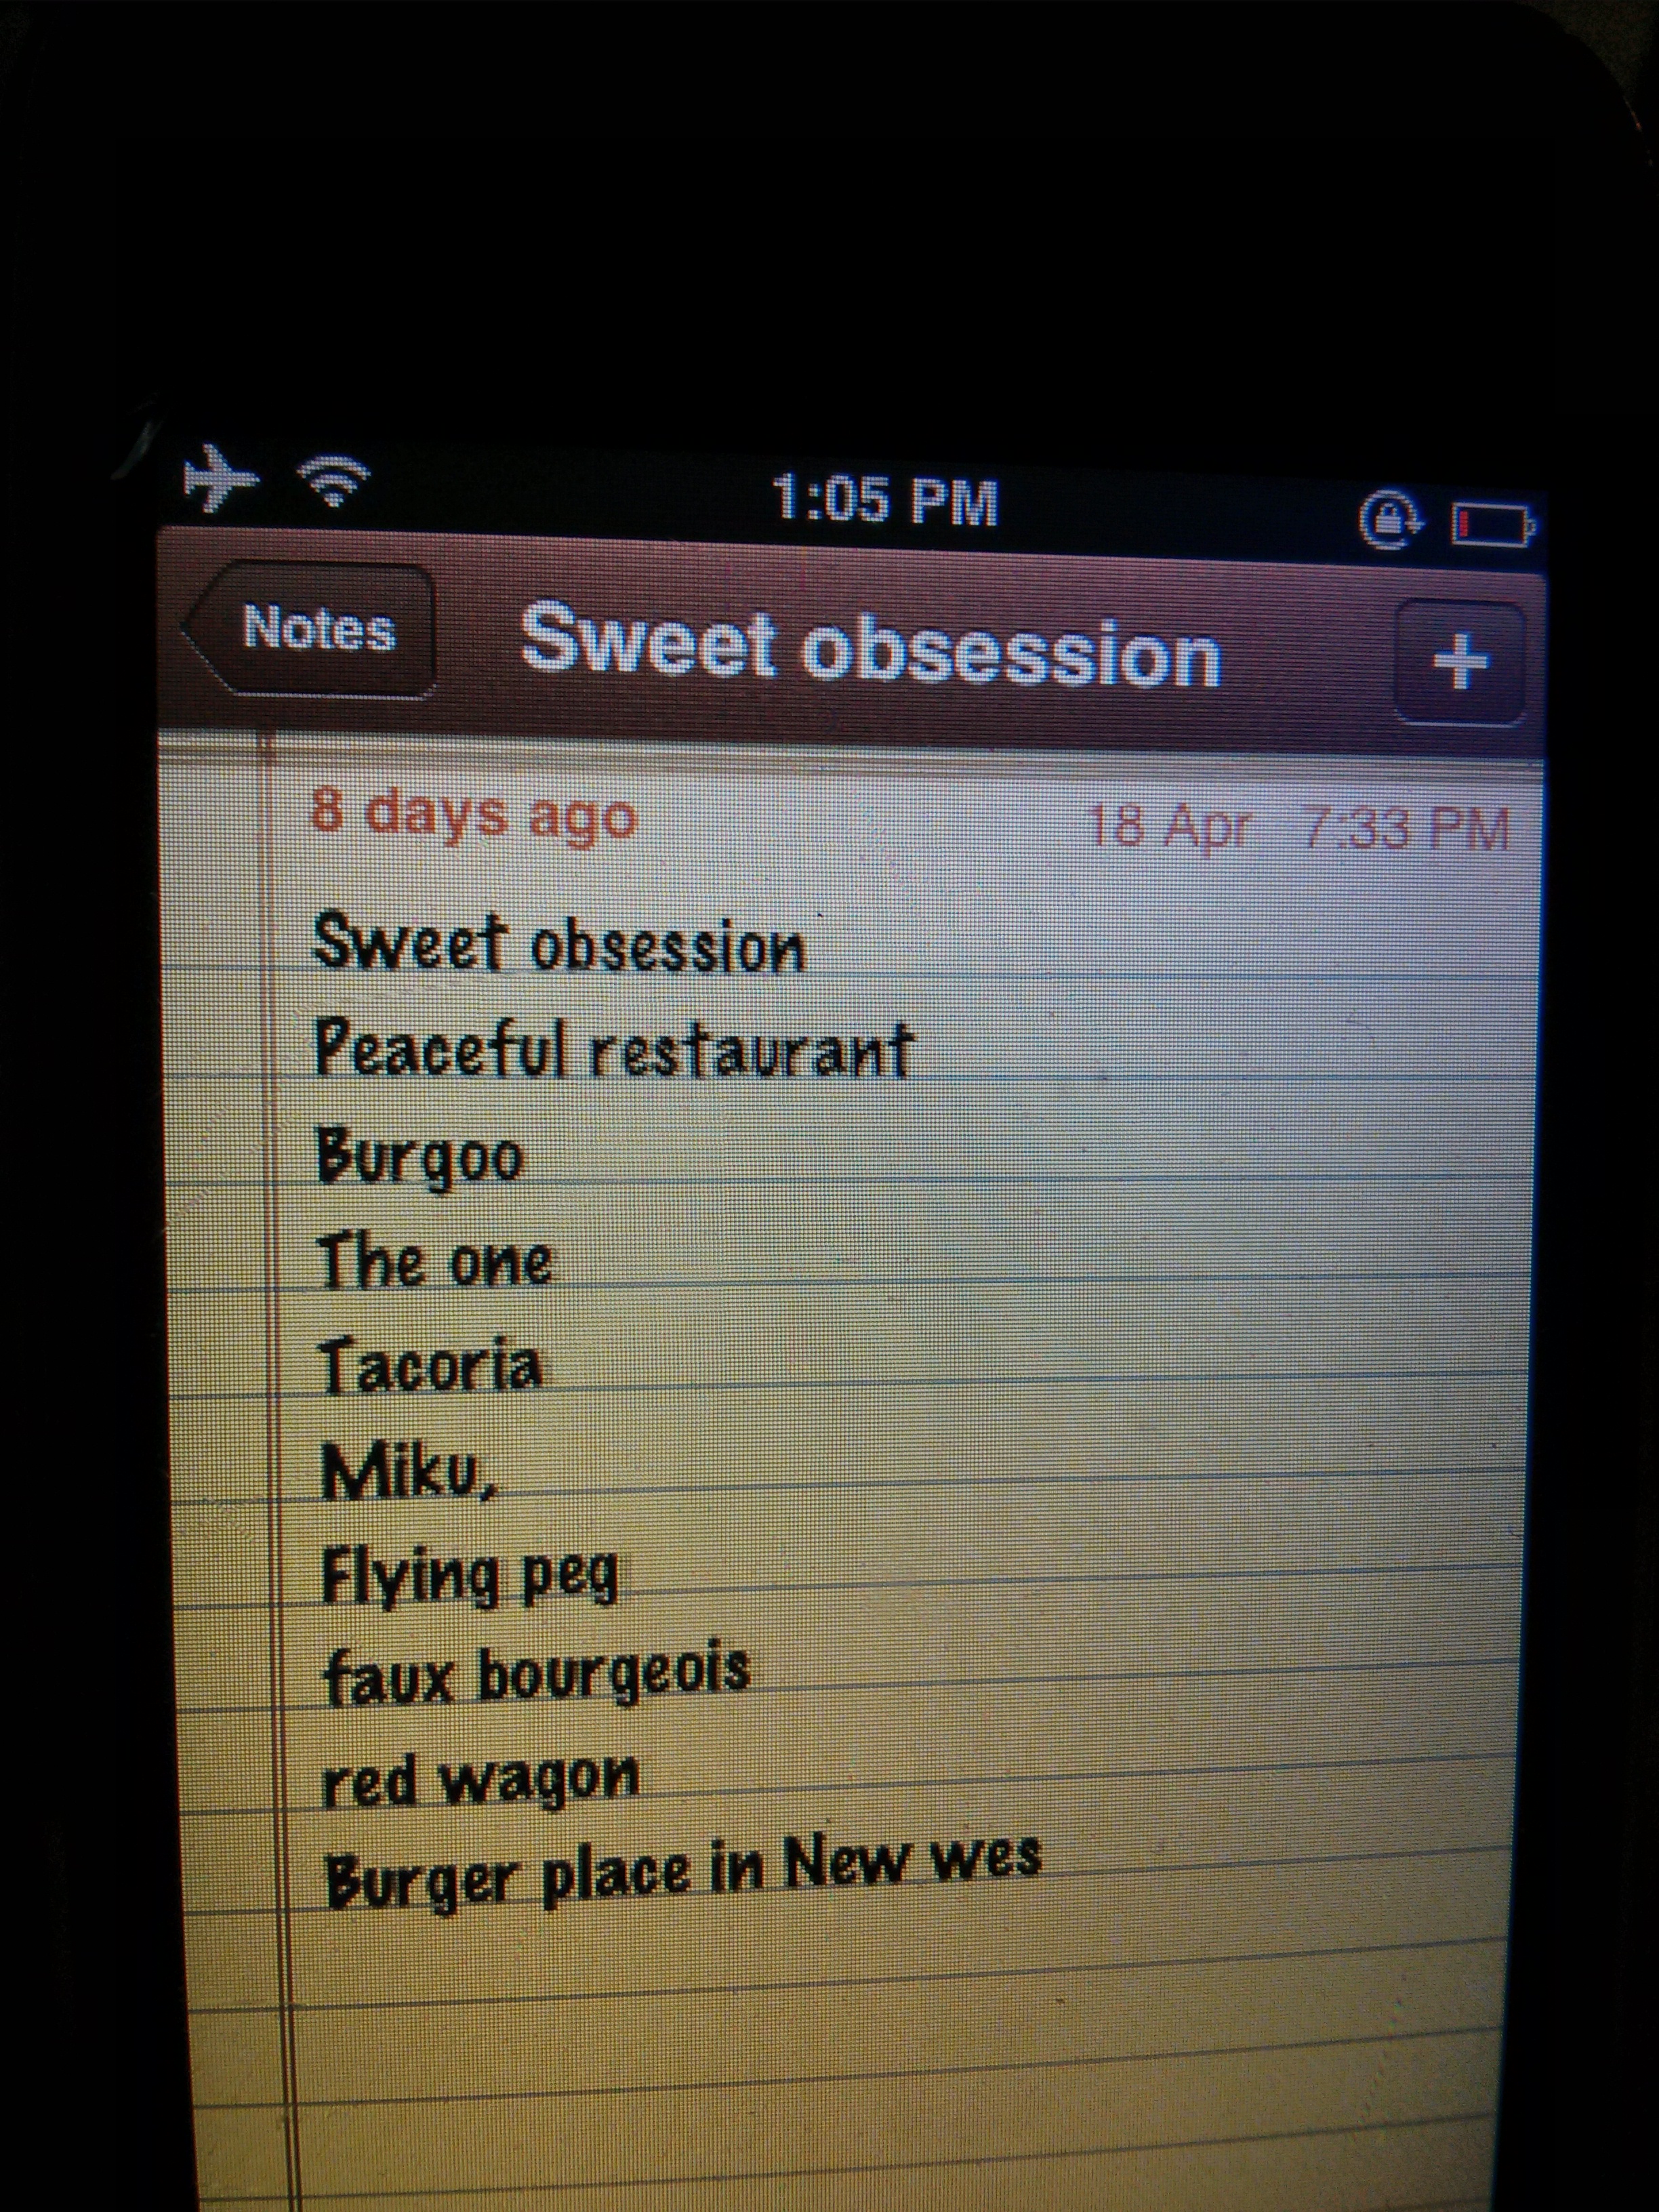 1:05 PM
Notes
Sweet obsession
+
8 days ago 18 Apr 7:33 PM
Sweet obsession
Peaceful restaurant
Burgoo
The one
Tacoria
Miku,
Flying peg
faux bourgeois
red wagon
Burger place in New wes